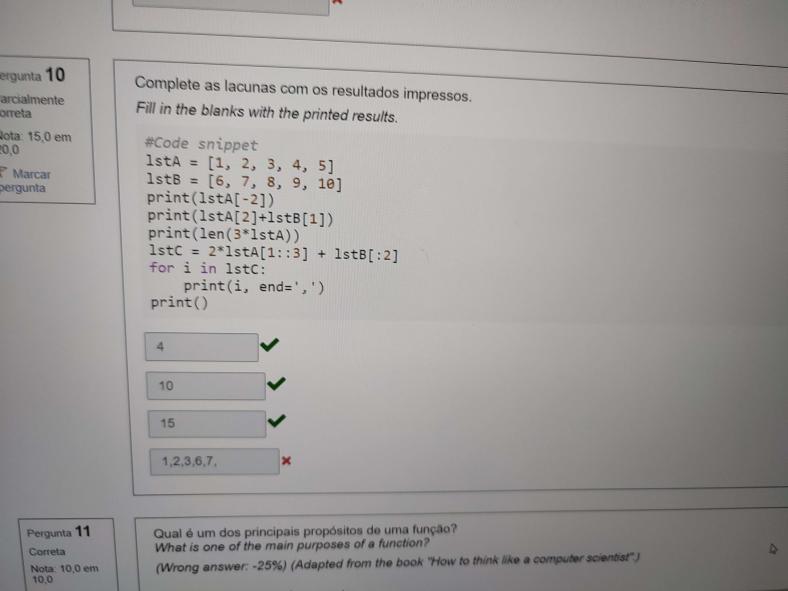 ergunta 10
arcialmente
orreta
Nota: 15,0 em
20,0
Marcar
pergunta
Complete as lacunas com os resultados impressos.
Fill in the blanks with the printed results.
#Code snippet
lstA = [1, 2, 3, 4, 5]
lstB = [6, 7, 8, 9, 10]
print(lstA[-2])
print(lstA[2]+lstB[1])
print(len(3*lstA))
lstC = 2*lstA[1::3] + lstB[:2]
for i in lstC:
    print(i, end=',')
print()
4
10
15
1,2,3,6,7,
Pergunta 11
Correta
Nota: 10,0 em
10,0
Qual é um dos principais propósitos de uma função?
What is one of the main purposes of a function?
(Wrong answer: -25%) (Adapted from the book "How to think like a computer scientist".)